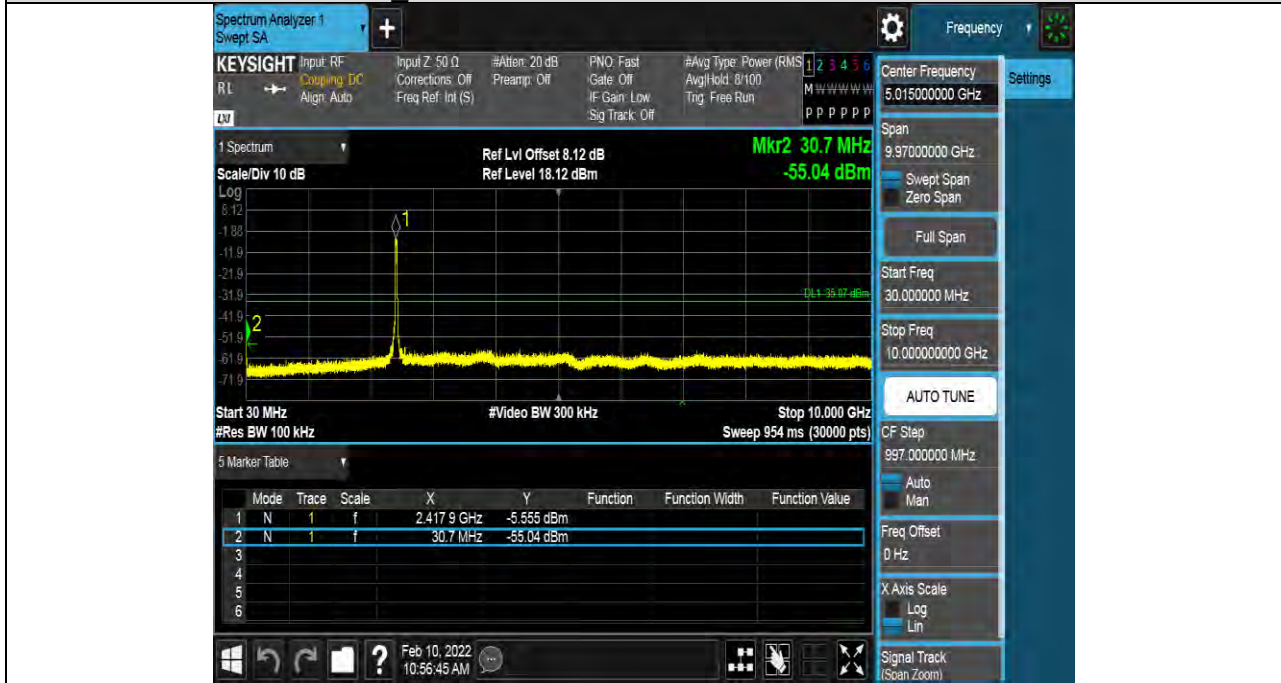 Spectrum Analyzer 1
Swept SA
+
Frequency
KEYSIGHT
Input: RF
Coupling: DC
Align: Auto
Input Z: 50 Ω
Corrections: Off
Freq Ref: Int (S)
#Atten: 20 dB
Preamp: Off
PNO: Fast
Gate: Off
IF Gain: Low
Sig Track: Off
#Avg Type: Power (RMS
Avg|Hold: 8/100
Trig: Free Run
1 2 3 4 5 6
M W W W W W
P P P P P P
RL
LXI
Center Frequency
5.015000000 GHz
Settings
Span
9.97000000 GHz
Swept Span
Zero Span
Full Span
Start Freq
30.000000 MHz
Stop Freq
10.000000000 GHz
AUTO TUNE
CF Step
997.000000 MHz
Auto
Man
Freq Offset
0 Hz
X Axis Scale
Log
Lin
Signal Track
(Span Zoom)
1 Spectrum
Scale/Div 10 dB
Ref Lvl Offset 8.12 dB
Ref Level 18.12 dBm
Mkr2 30.7 MHz
-55.04 dBm
Log
8.12
-1.88
-11.9
-21.9
-31.9
-41.9
-51.9
-61.9
-71.9
1
2
DL1 -35.07 dBm
Start 30 MHz
#Res BW 100 kHz
#Video BW 300 kHz
Stop 10.000 GHz
Sweep 954 ms (30000 pts)
5 Marker Table
Mode Trace Scale X Y Function Function Width Function Value
1 N 1 f 2.417 9 GHz -5.555 dBm
2 N 1 f 30.7 MHz -55.04 dBm
3
4
5
6
?
Feb 10, 2022
10:56:45 AM